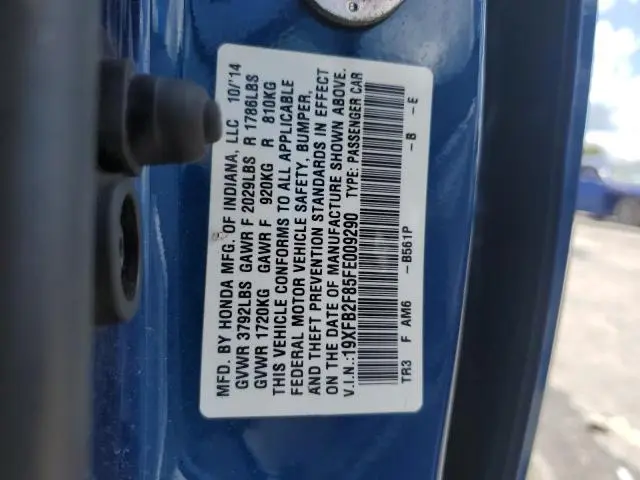 MFD. BY HONDA MFG. OF INDIANA, LLC 10/'14
GVWR 3792LBS GAWR F 2029LBS R 1786LBS
GVWR 1720KG GAWR F 920KG R 810KG
THIS VEHICLE CONFORMS TO ALL APPLICABLE
FEDERAL MOTOR VEHICLE SAFETY, BUMPER,
AND THEFT PREVENTION STANDARDS IN EFFECT
ON THE DATE OF MANUFACTURE SHOWN ABOVE.
V.I.N.:19XFB2F85FE009290 TYPE: PASSENGER CAR
TR3 F AM6 -B561P -B -E